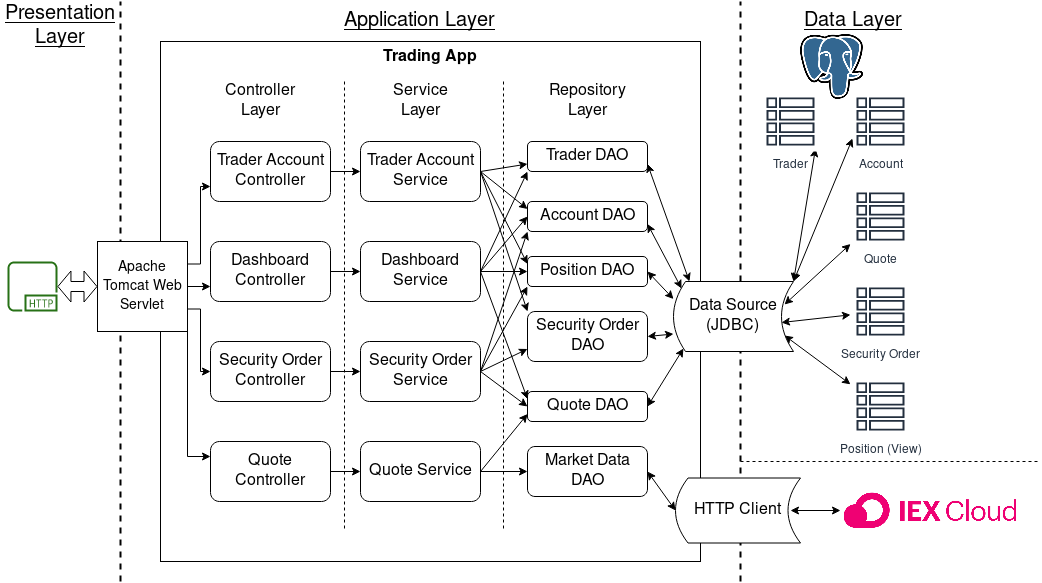 Presentation
Layer
Application Layer
Data Layer
Trading App
Controller
Layer
Service
Layer
Repository
Layer
Trader Account
Controller
Trader Account
Service
Trader DAO
Trader
Account
Account DAO
Dashboard
Controller
Dashboard
Service
Position DAO
Quote
Apache
Tomcat Web
Servlet
HTTP
Data Source
(JDBC)
Security Order
DAO
Security Order
Security Order
Controller
Security Order
Service
Quote DAO
Position (View)
Quote
Controller
Quote Service
Market Data
DAO
HTTP Client
IEX Cloud